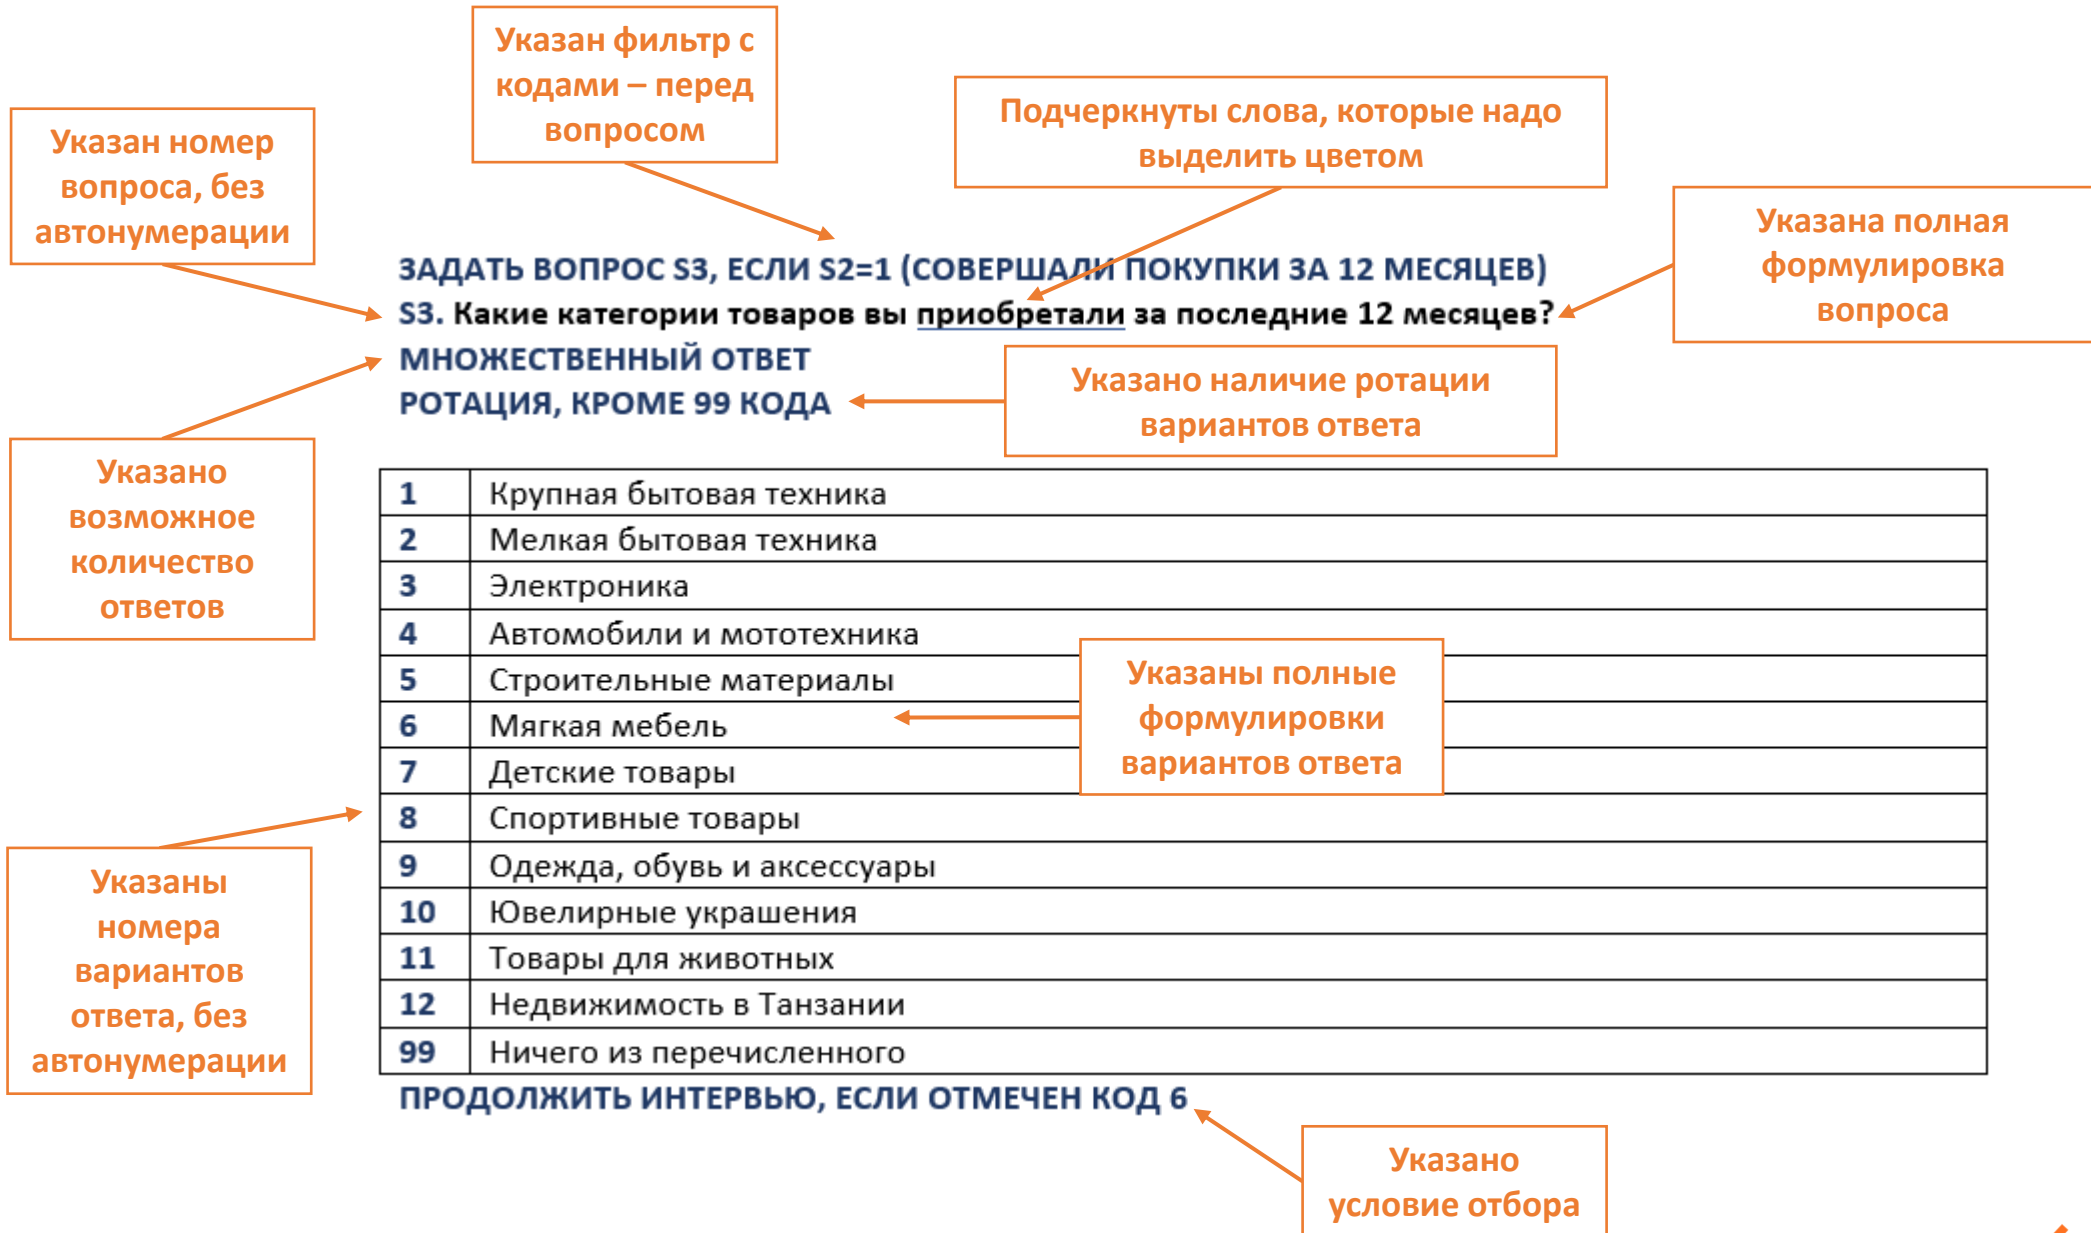 Указан фильтр с
кодами – перед
вопросом
Подчеркнуты слова, которые надо
выделить цветом
Указан номер
вопроса, без
автонумерации
Указана полная
формулировка
вопроса
ЗАДАТЬ ВОПРОС S3, ЕСЛИ S2=1 (СОВЕРШАЛИ ПОКУПКИ ЗА 12 МЕСЯЦЕВ)
S3. Какие категории товаров вы приобретали за последние 12 месяцев?
МНОЖЕСТВЕННЫЙ ОТВЕТ
РОТАЦИЯ, КРОМЕ 99 КОДА
Указано наличие ротации
вариантов ответа
Указано
возможное
количество
ответов
1 Крупная бытовая техника
2 Мелкая бытовая техника
3 Электроника
4 Автомобили и мототехника
5 Строительные материалы
6 Мягкая мебель
7 Детские товары
8 Спортивные товары
9 Одежда, обувь и аксессуары
10 Ювелирные украшения
11 Товары для животных
12 Недвижимость в Танзании
99 Ничего из перечисленного
Указаны полные
формулировки
вариантов ответа
Указаны
номера
вариантов
ответа, без
автонумерации
ПРОДОЛЖИТЬ ИНТЕРВЬЮ, ЕСЛИ ОТМЕЧЕН КОД 6
Указано
условие отбора